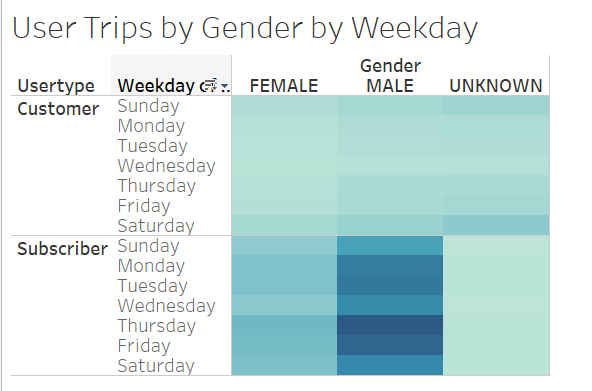 User Trips by Gender by Weekday
Gender
Usertype Weekday FEMALE MALE UNKNOWN
Customer Sunday
Monday
Tuesday
Wednesday
Thursday
Friday
Saturday
Subscriber Sunday
Monday
Tuesday
Wednesday
Thursday
Friday
Saturday